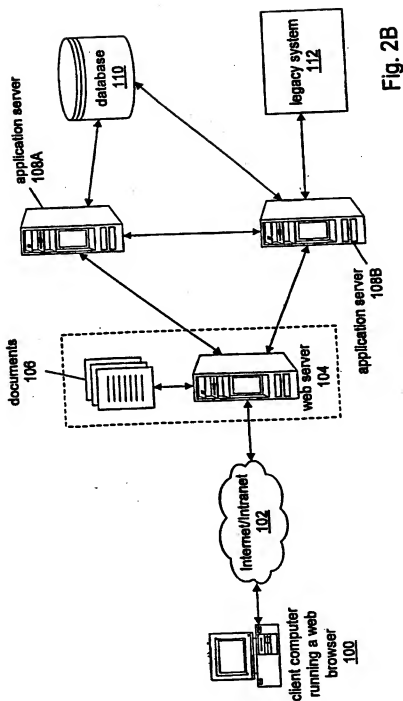 client computer
running a web
browser
100
Internet/Intranet
102
documents
106
web server
104
application server
108A
application server
108B
database
110
legacy system
112
Fig. 2B